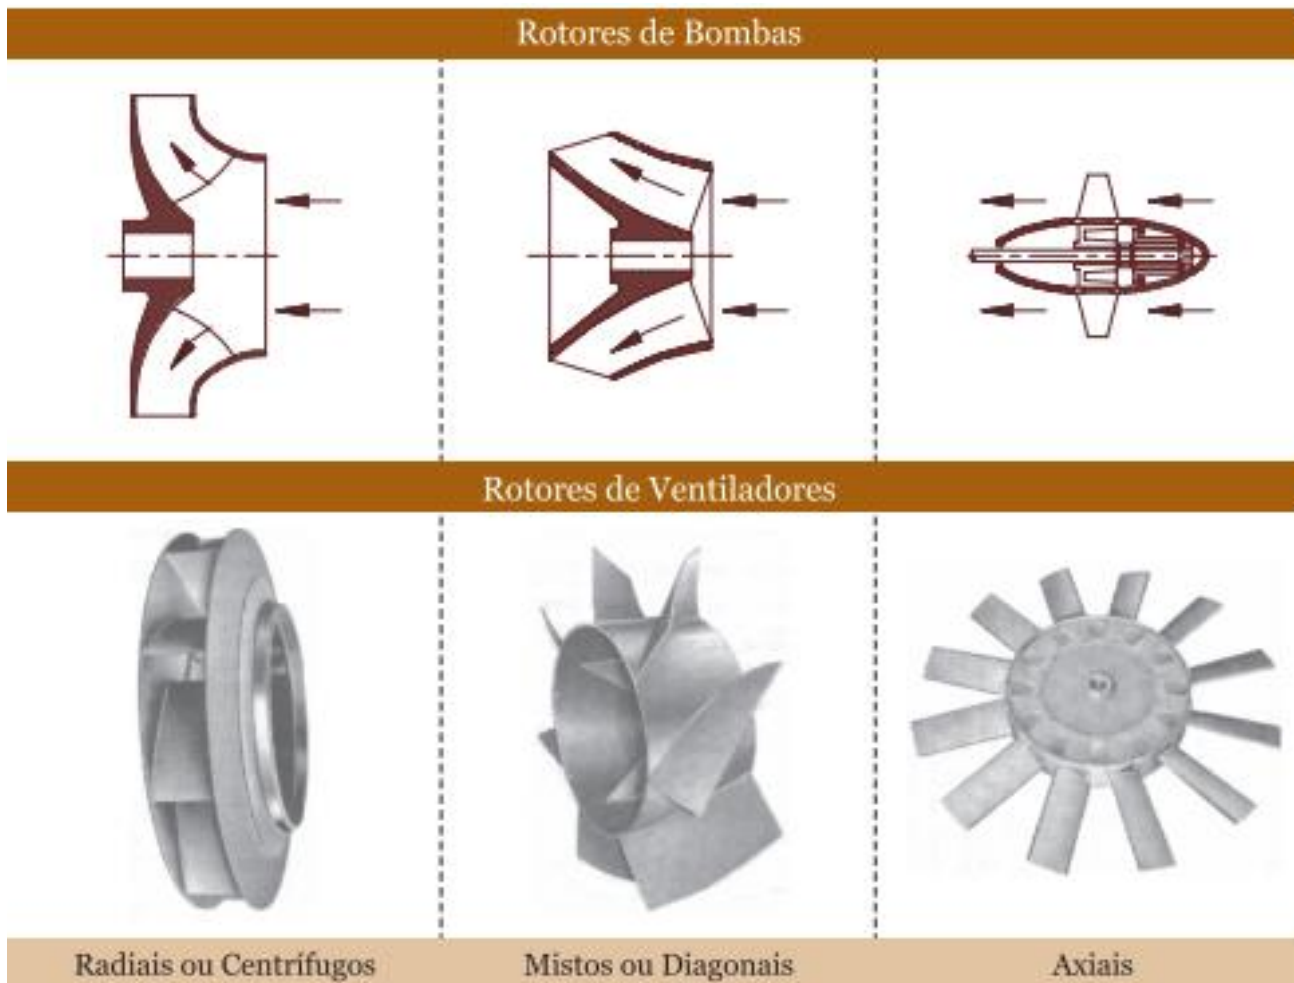 Rotores de Bombas
Rotores de Ventiladores
Radiais ou Centrífugos
Mistos ou Diagonais
Axiais